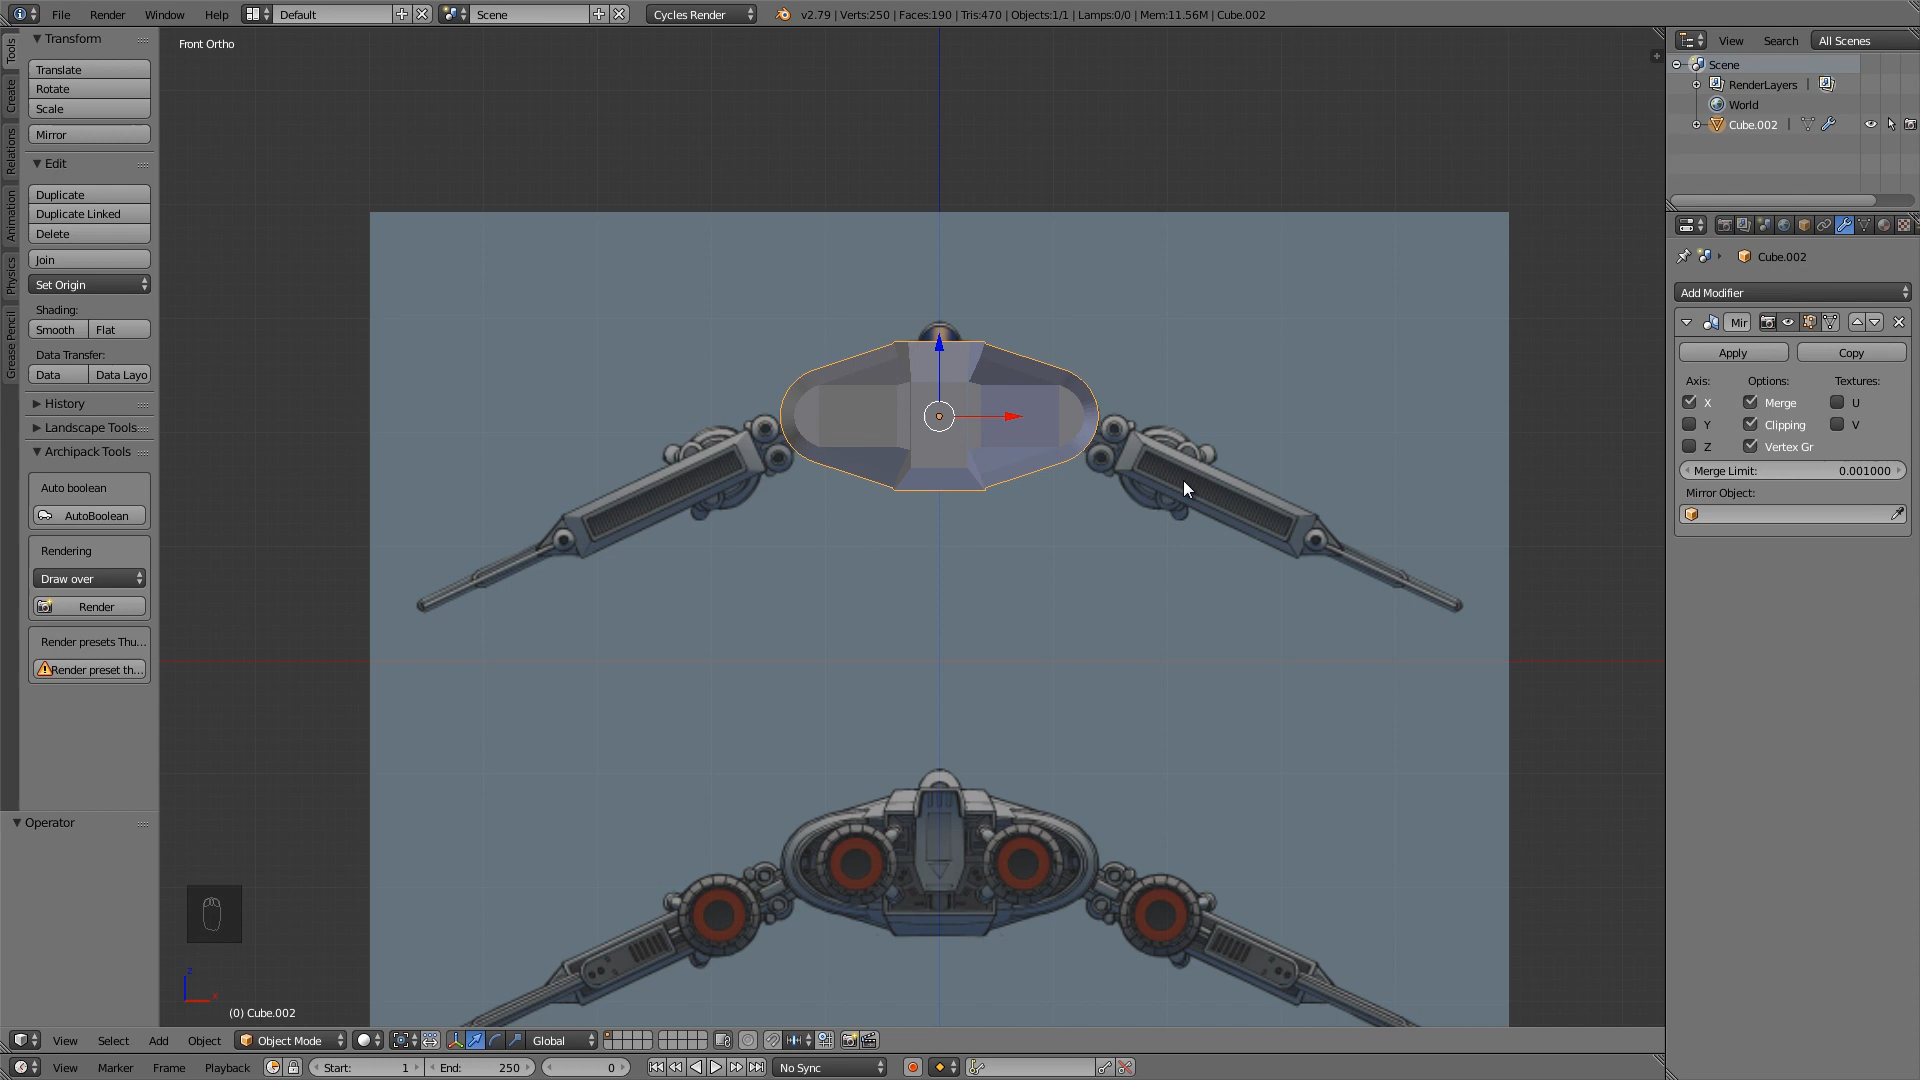 File Render Window Help Default Scene Cycles Render v2.79 | Verts:250 | Faces:190 | Tris:470 | Objects:1/1 | Lamps:0/0 | Mem:11.56M | Cube.002
Tools
Create
Relations
Animation
Physics
Grease Pencil
Transform
Translate
Rotate
Scale
Mirror
Edit
Duplicate
Duplicate Linked
Delete
Join
Set Origin
Shading:
Smooth Flat
Data Transfer:
Data Data Layo
History
Landscape Tools
Archipack Tools
Auto boolean
AutoBoolean
Rendering
Draw over
Render
Render presets Thu...
Render preset th...
Operator
Front Ortho
z
x
(0) Cube.002
View Search All Scenes
Scene
RenderLayers |
World
Cube.002 |
Cube.002
Add Modifier
Mir
Apply Copy
Axis: Options: Textures:
X Merge U
Y Clipping V
Z Vertex Gr
Merge Limit: 0.001000
Mirror Object:
View Select Add Object Object Mode Global
View Marker Frame Playback Start: 1 End: 250 0 No Sync